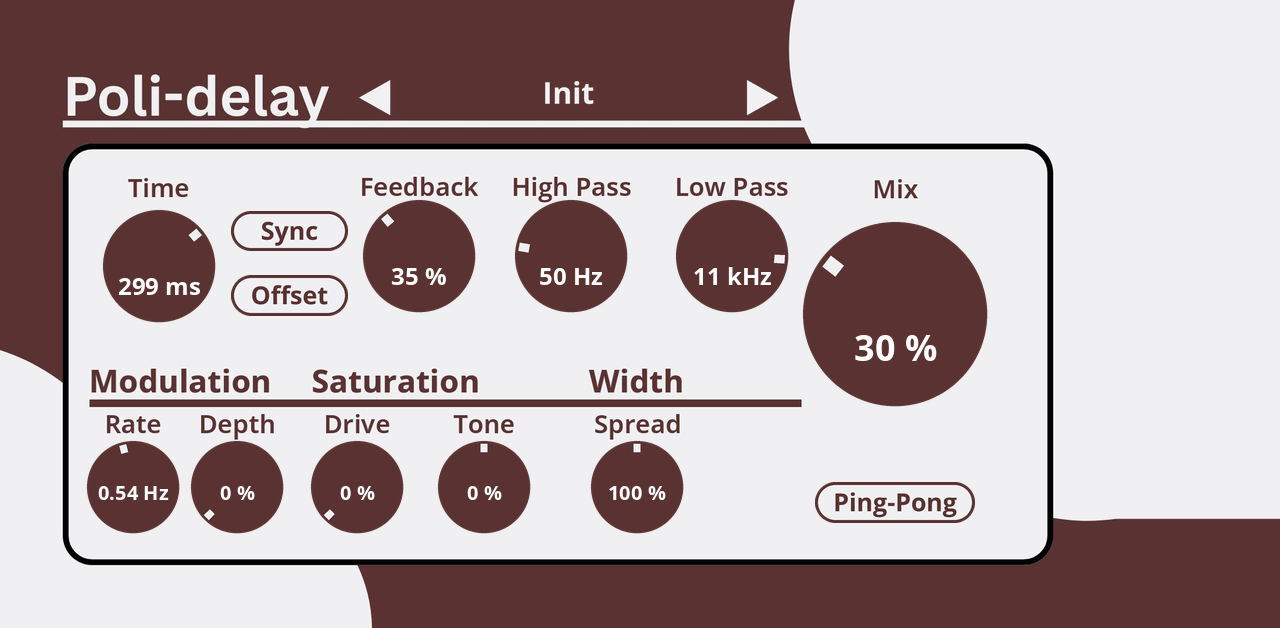 Poli-delay
Init
Time
Feedback
High Pass
Low Pass
Mix
Sync
299 ms
35 %
50 Hz
11 kHz
Offset
30 %
Modulation
Saturation
Width
Rate
Depth
Drive
Tone
Spread
0.54 Hz
0 %
0 %
0 %
100 %
Ping-Pong